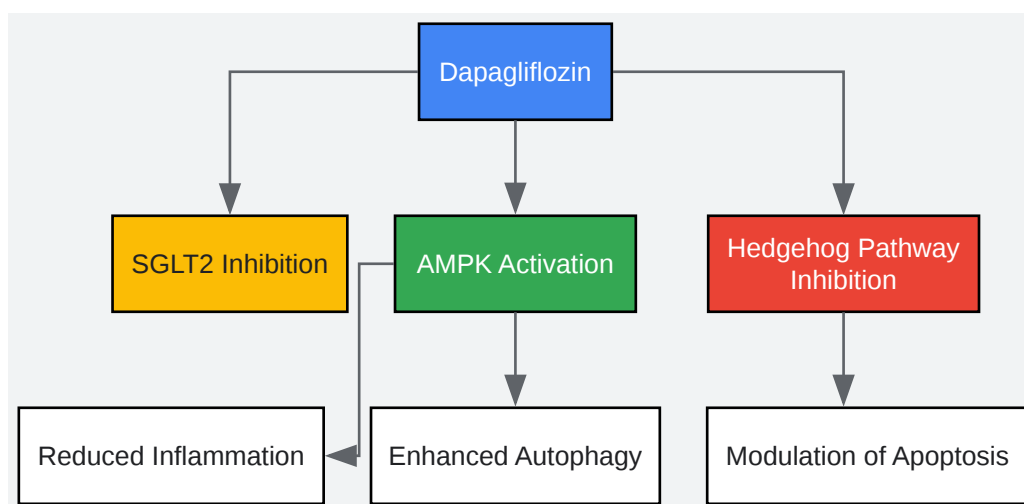 Dapagliflozin
SGLT2 Inhibition
AMPK Activation
Hedgehog Pathway
Inhibition
Reduced Inflammation
Enhanced Autophagy
Modulation of Apoptosis